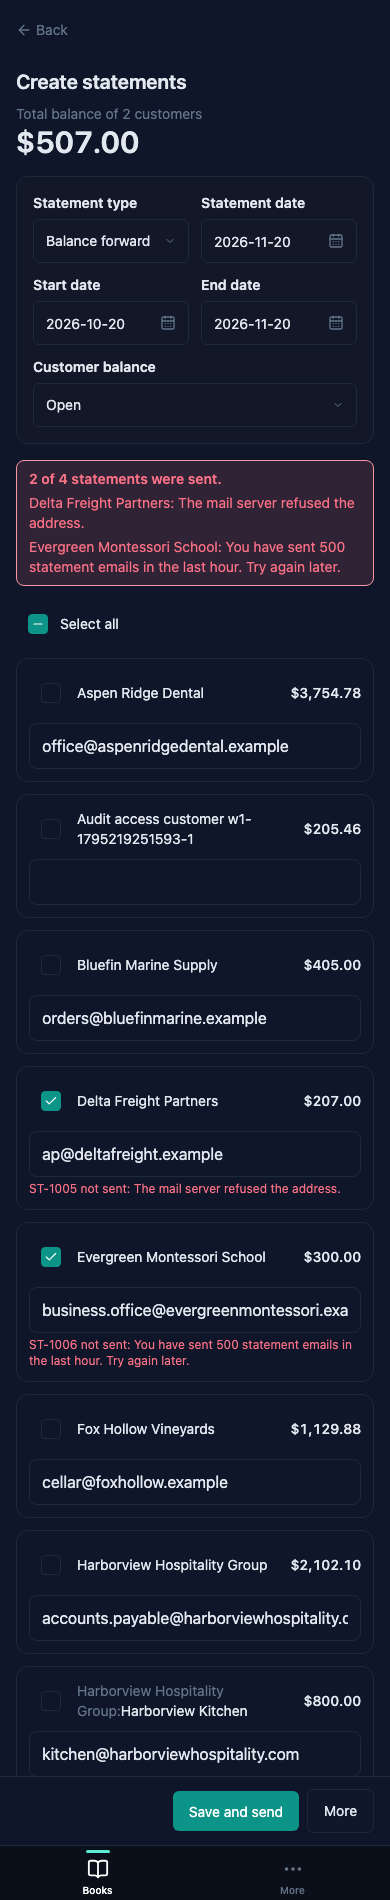 Back
Create statements
Total balance of 2 customers
$507.00
Statement type
Statement date
Balance forward
2026-11-20
Start date
End date
2026-10-20
2026-11-20
Customer balance
Open
2 of 4 statements were sent.
Delta Freight Partners: The mail server refused the
address.
Evergreen Montessori School: You have sent 500
statement emails in the last hour. Try again later.
Select all
Aspen Ridge Dental $3,754.78
office@aspenridgedental.example
Audit access customer w1-
1795219251593-1
$205.46
Bluefin Marine Supply $405.00
orders@bluefinmarine.example
Delta Freight Partners $207.00
ap@deltafreight.example
ST-1005 not sent: The mail server refused the address.
Evergreen Montessori School $300.00
business.office@evergreenmontessori.exa
ST-1006 not sent: You have sent 500 statement emails in
the last hour. Try again later.
Fox Hollow Vineyards $1,129.88
cellar@foxhollow.example
Harborview Hospitality Group $2,102.10
accounts.payable@harborviewhospitality.c
Harborview Hospitality
Group:Harborview Kitchen
$800.00
kitchen@harborviewhospitality.com
Save and send
More
Books
More